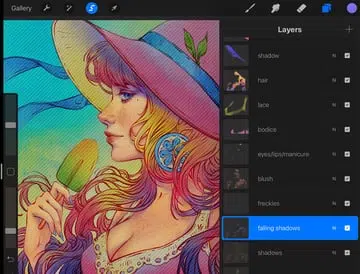 Gallery
Layers
shadow N
hair N
lace N
bodice N
eyes/lips/manicure N
blush N
freckles N
falling shadows N
shadows N